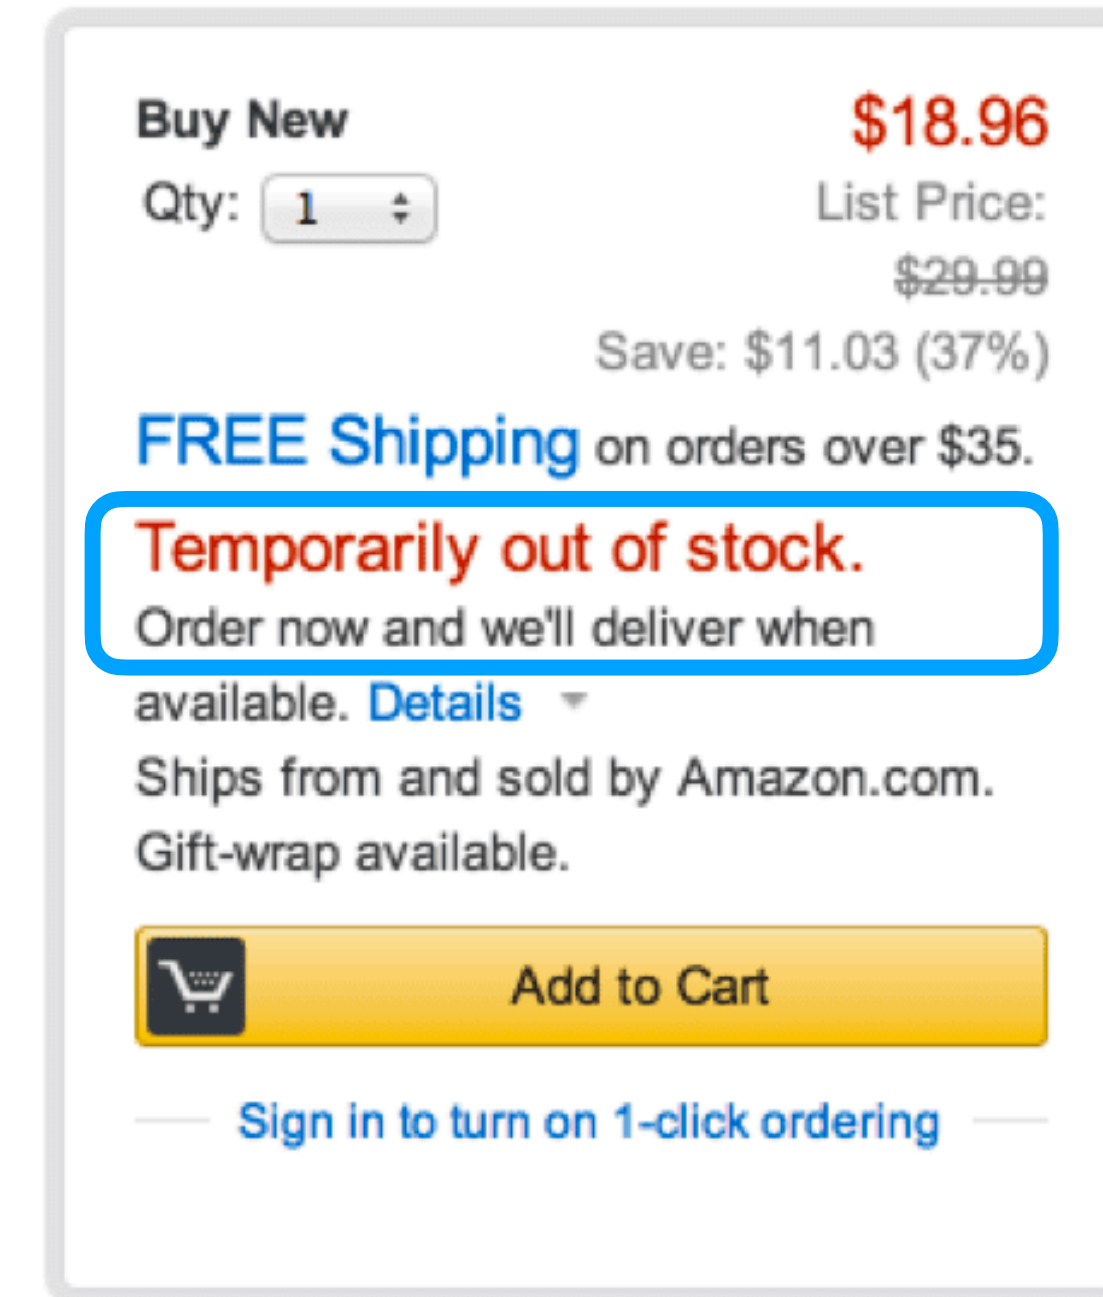 Buy New
$18.96
Qty: 1
List Price:
$29.99
Save: $11.03 (37%)
FREE Shipping on orders over $35.
Temporarily out of stock.
Order now and we'll deliver when
available. Details
Ships from and sold by Amazon.com.
Gift-wrap available.
Add to Cart
Sign in to turn on 1-click ordering